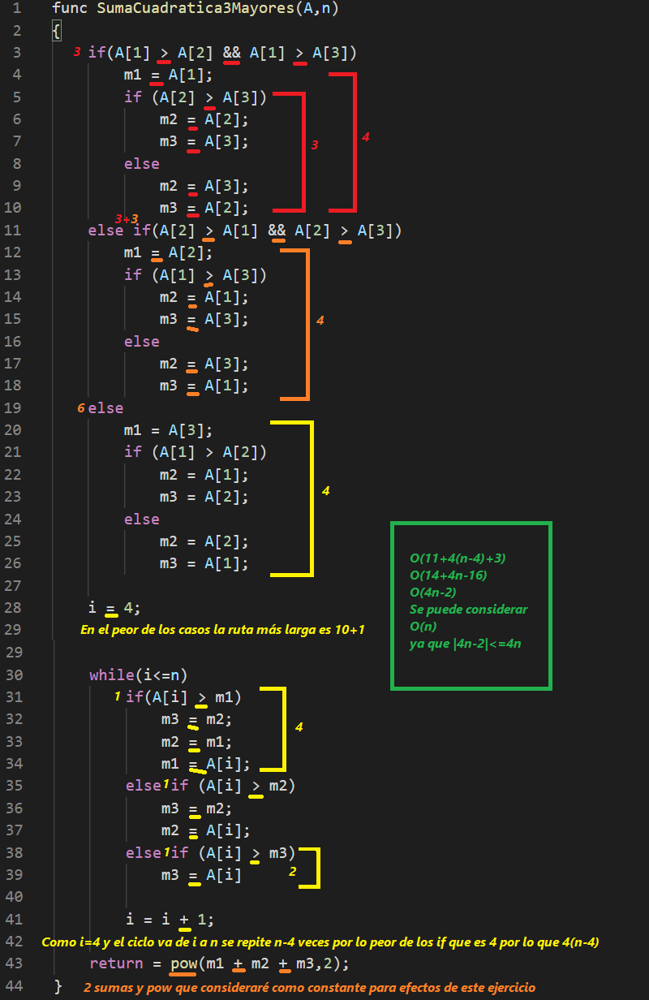 1 func SumaCuadratica3Mayores(A,n)
2 {
3 3 if(A[1] > A[2] && A[1] > A[3])
4 m1 = A[1];
5 if (A[2] > A[3])
6 m2 = A[2];
4
7 m3 = A[3]; 3
8 else
9 m2 = A[3];
10 m3 = A[2];
3+3
11 else if(A[2] > A[1] && A[2] > A[3])
12 m1 = A[2];
13 if (A[1] > A[3])
14 m2 = A[1];
15 m3 = A[3]; 4
16 else
17 m2 = A[3];
18 m3 = A[1];
19 6 else
20 m1 = A[3];
21 if (A[1] > A[2])
22 m2 = A[1];
23 m3 = A[2]; 4
24 else
25 m2 = A[2];
26 m3 = A[1];
27
28 i = 4;
29 En el peor de los casos la ruta más larga es 10+1
O(11+4(n-4)+3)
O(14+4n-16)
O(4n-2)
Se puede considerar
O(n)
ya que |4n-2|<=4n
29
30 while(i<=n)
31 1 if(A[i] > m1)
32 m3 = m2; 4
33 m2 = m1;
34 m1 = A[i];
35 else 1 if (A[i] > m2)
36 m3 = m2;
37 m2 = A[i];
38 else 1 if (A[i] > m3)
39 m3 = A[i] 2
40
41 i = i + 1;
42 Como i=4 y el ciclo va de i a n se repite n-4 veces por lo peor de los if que es 4 por lo que 4(n-4)
43 return = pow(m1 + m2 + m3,2);
44 } 2 sumas y pow que consideraré como constante para efectos de este ejercicio